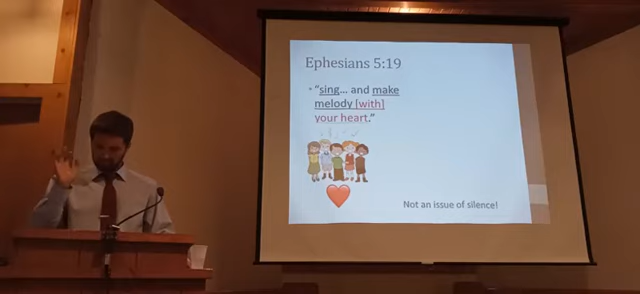 Ephesians 5:19
• “sing... and make
melody [with]
your heart.”
Not an issue of silence!